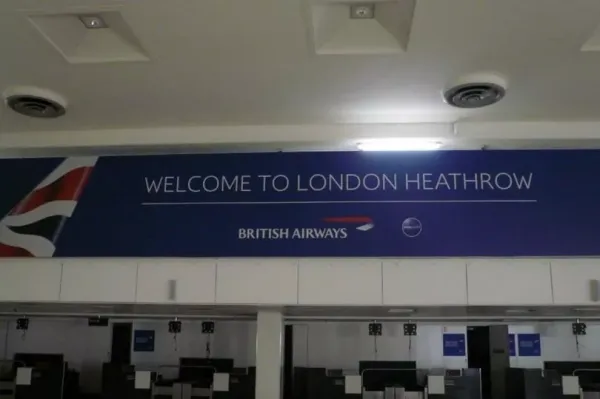 WELCOME TO LONDON HEATHROW
BRITISH AIRWAYS